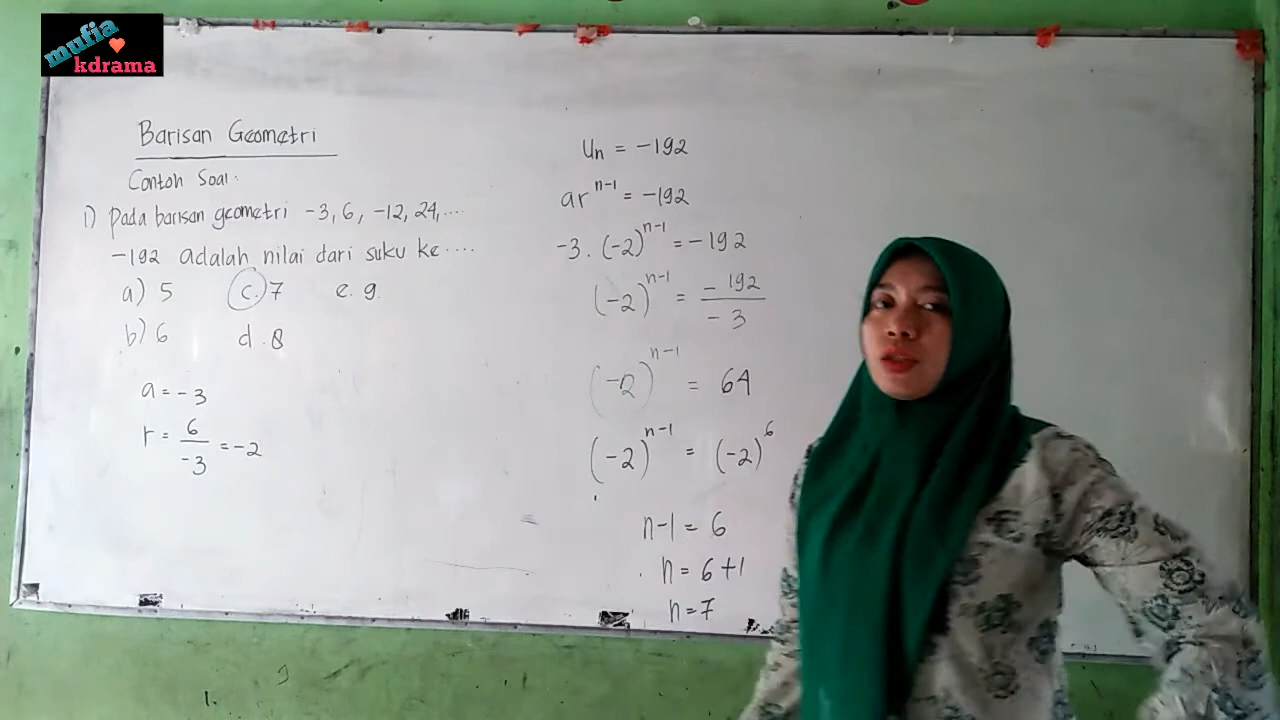 mufia
kdrama
Barisan Geometri
Contoh Soal:
1) Pada barisan geometri -3, 6, -12, 24, ....
-192 adalah nilai dari suku ke ....
a) 5 c. 7 e. 9
b) 6 d. 8
a = -3
r = 6/-3 = -2
Un = -192
ar^(n-1) = -192
-3 . (-2)^(n-1) = -192
(-2)^(n-1) = -192/-3
(-2)^(n-1) = 64
(-2)^(n-1) = (-2)^6
n-1 = 6
n = 6+1
n = 7